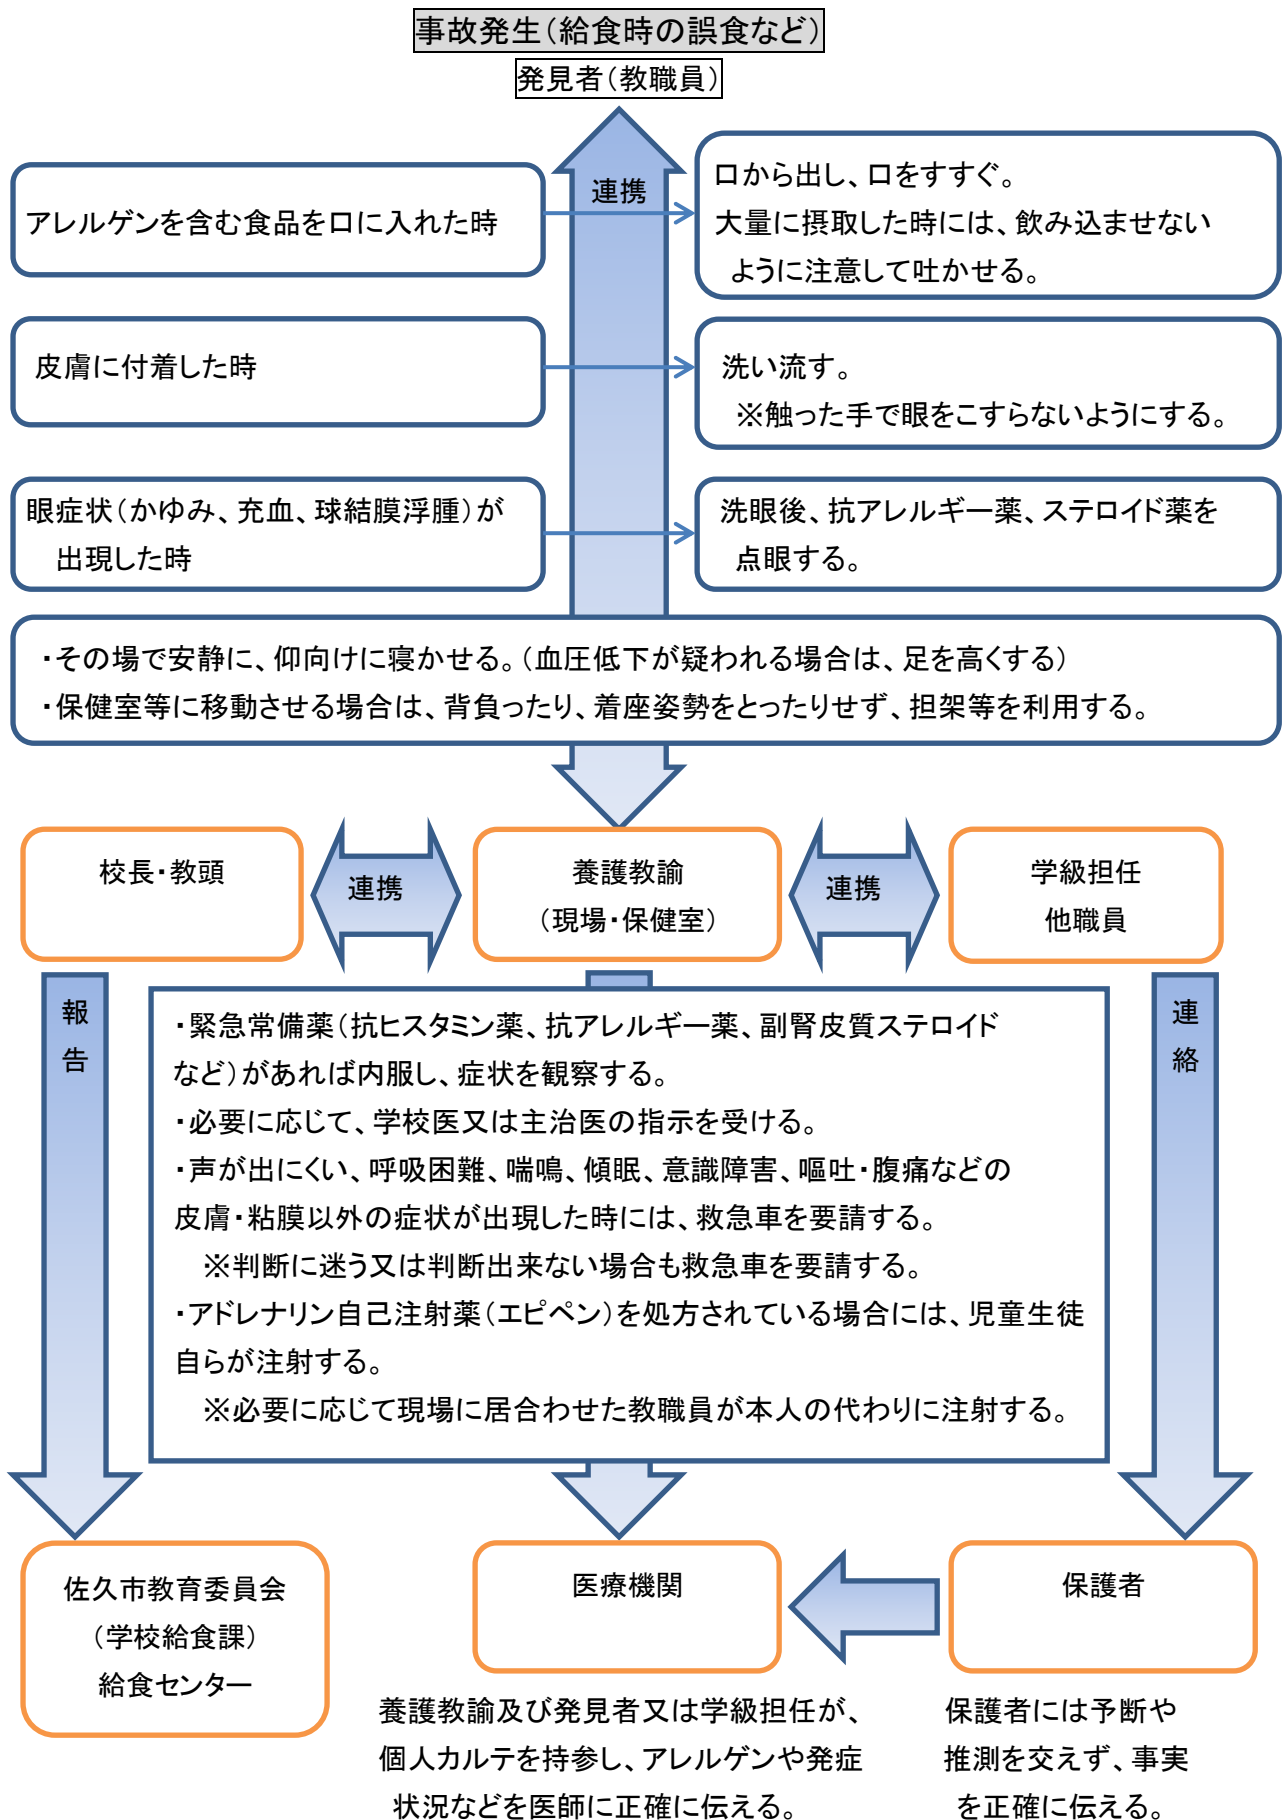 事故発生（給食時の誤食など）
発見者（教職員）
連携
アレルゲンを含む食品を口に入れた時
口から出し、口をすすぐ。
大量に摂取した時には、飲み込ませない
ように注意して吐かせる。
皮膚に付着した時
洗い流す。
※触った手で眼をこすらないようにする。
眼症状（かゆみ、充血、球結膜浮腫）が
出現した時
洗眼後、抗アレルギー薬、ステロイド薬を
点眼する。
・その場で安静に、仰向けに寝かせる。（血圧低下が疑われる場合は、足を高くする）
・保健室等に移動させる場合は、背負ったり、着座姿勢をとったりせず、担架等を利用する。
校長・教頭
連携
養護教諭
（現場・保健室）
連携
学級担任
他職員
報告
・緊急常備薬（抗ヒスタミン薬、抗アレルギー薬、副腎皮質ステロイド
など）があれば内服し、症状を観察する。
・必要に応じて、学校医又は主治医の指示を受ける。
・声が出にくい、呼吸困難、喘鳴、傾眠、意識障害、嘔吐・腹痛などの
皮膚・粘膜以外の症状が出現した時には、救急車を要請する。
※判断に迷う又は判断出来ない場合も救急車を要請する。
・アドレナリン自己注射薬（エピペン）を処方されている場合には、児童生徒
自らが注射する。
※必要に応じて現場に居合わせた教職員が本人の代わりに注射する。
連絡
佐久市教育委員会
（学校給食課）
給食センター
医療機関
保護者
養護教諭及び発見者又は学級担任が、
個人カルテを持参し、アレルゲンや発症
状況などを医師に正確に伝える。
保護者には予断や
推測を交えず、事実
を正確に伝える。